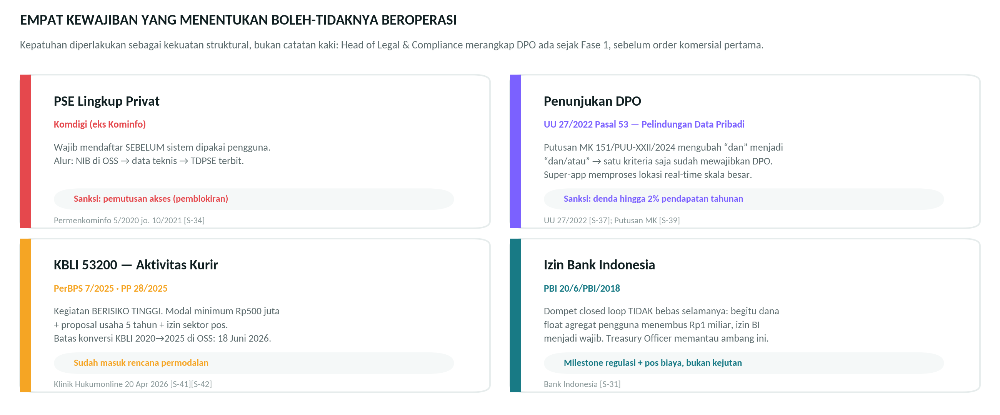 EMPAT KEWAJIBAN YANG MENENTUKAN BOLEH-TIDAKNYA BEROPERASI
Kepatuhan diperlakukan sebagai kekuatan struktural, bukan catatan kaki: Head of Legal & Compliance merangkap DPO ada sejak Fase 1, sebelum order komersial pertama.
PSE Lingkup Privat
Komdigi (eks Kominfo)
Wajib mendaftar SEBELUM sistem dipakai pengguna.
Alur: NIB di OSS → data teknis → TDPSE terbit.
Sanksi: pemutusan akses (pemblokiran)
Permenkominfo 5/2020 jo. 10/2021 [S-34]
Penunjukan DPO
UU 27/2022 Pasal 53 — Pelindungan Data Pribadi
Putusan MK 151/PUU-XXII/2024 mengubah “dan” menjadi
“dan/atau” → satu kriteria saja sudah mewajibkan DPO.
Super-app memproses lokasi real-time skala besar.
Sanksi: denda hingga 2% pendapatan tahunan
UU 27/2022 [S-37]; Putusan MK [S-39]
KBLI 53200 — Aktivitas Kurir
PerBPS 7/2025 · PP 28/2025
Kegiatan BERISIKO TINGGI. Modal minimum Rp500 juta
+ proposal usaha 5 tahun + izin sektor pos.
Batas konversi KBLI 2020→2025 di OSS: 18 Juni 2026.
Sudah masuk rencana permodalan
Klinik Hukumonline 20 Apr 2026 [S-41][S-42]
Izin Bank Indonesia
PBI 20/6/PBI/2018
Dompet closed loop TIDAK bebas selamanya: begitu dana
float agregat pengguna menembus Rp1 miliar, izin BI
menjadi wajib. Treasury Officer memantau ambang ini.
Milestone regulasi + pos biaya, bukan kejutan
Bank Indonesia [S-31]